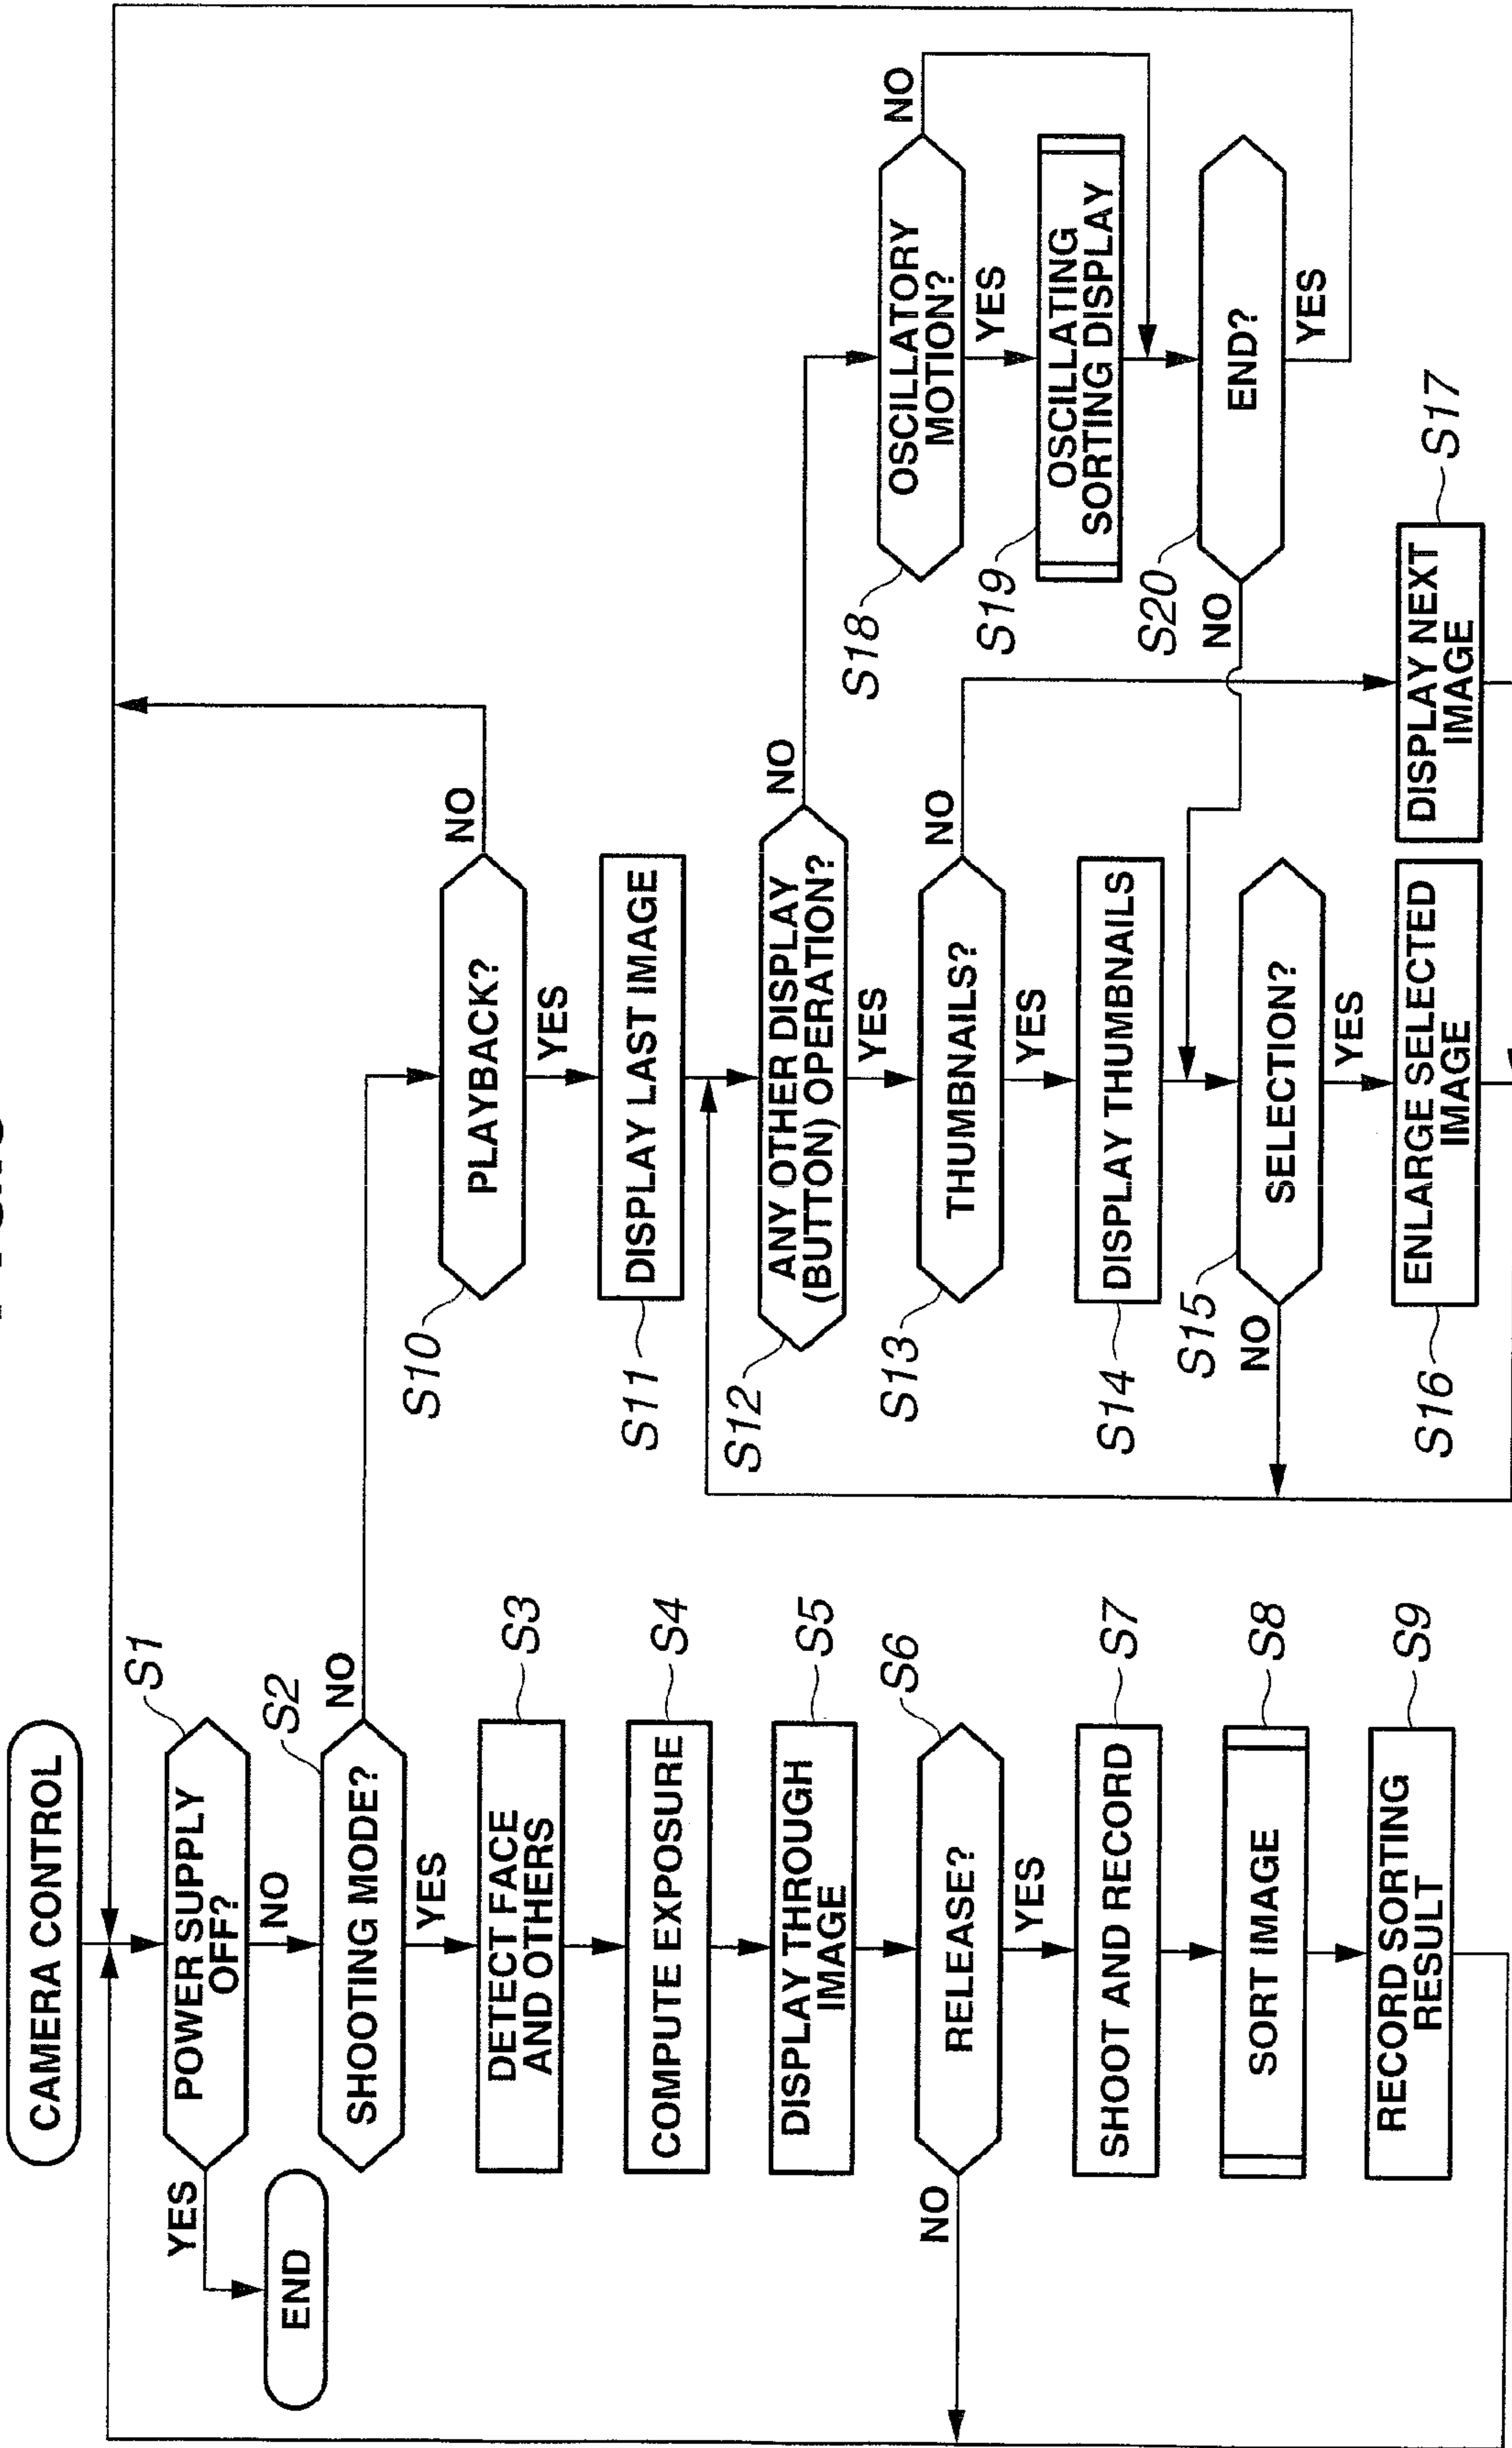 CAMERA CONTROL
S1
POWER SUPPLY
OFF?
YES
END
NO
S2
SHOOTING MODE?
NO
YES
S3
DETECT FACE
AND OTHERS
S4
COMPUTE EXPOSURE
S5
DISPLAY THROUGH
IMAGE
S6
RELEASE?
NO
YES
S7
SHOOT AND RECORD
S8
SORT IMAGE
S9
RECORD SORTING
RESULT
S10
PLAYBACK?
NO
YES
S11
DISPLAY LAST IMAGE
S12
ANY OTHER DISPLAY
(BUTTON) OPERATION?
NO
YES
S13
THUMBNAILS?
NO
YES
S14
DISPLAY THUMBNAILS
S15
SELECTION?
NO
YES
S16
ENLARGE SELECTED
IMAGE
S17
DISPLAY NEXT
IMAGE
S18
OSCILLATORY
MOTION?
NO
YES
S19
OSCILLATING
SORTING DISPLAY
S20
END?
NO
YES